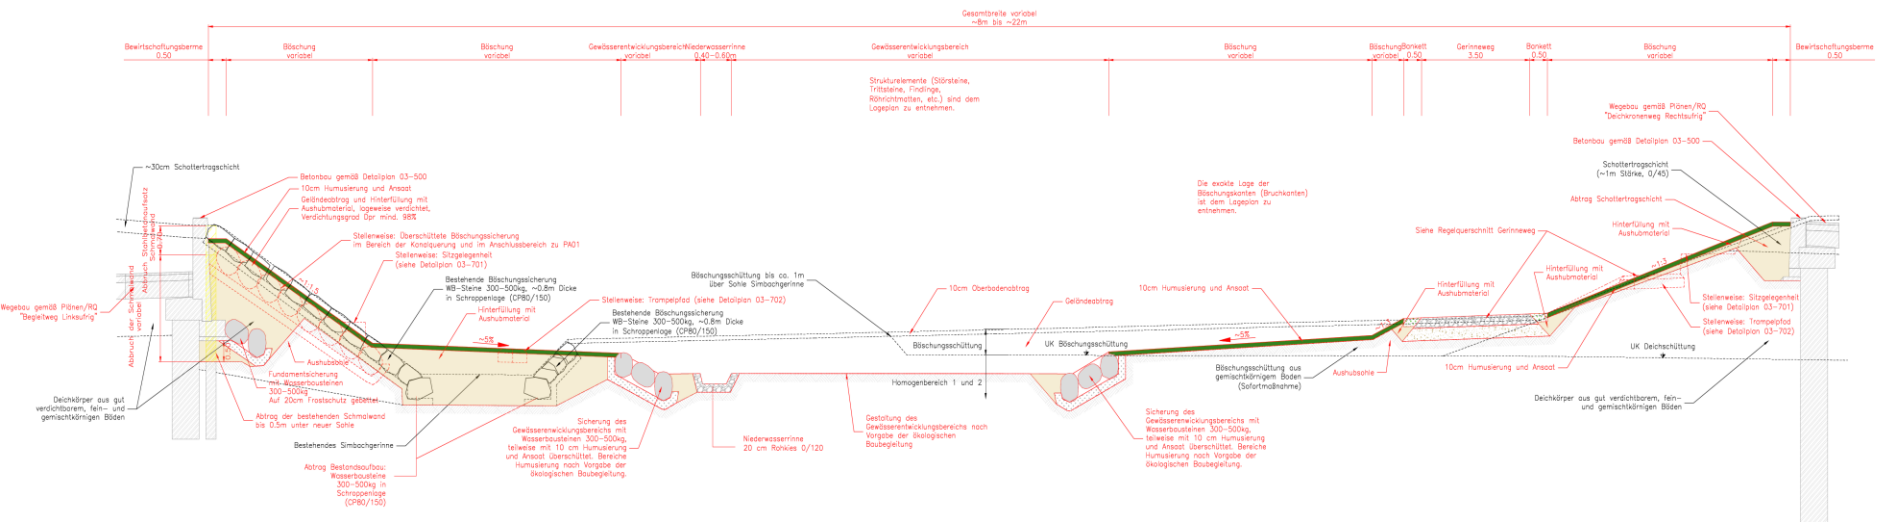 Gesamtbreite variabel
~8m bis ~22m
Bewirtschaftungsberme
0.50
Böschung
variabel
Böschung
variabel
Gewässerentwicklungsbereich
variabel
Niederwasserrinne
0.40-0.60m
Gewässerentwicklungsbereich
variabel
Böschung
variabel
Böschung
variabel
Bankett
0.50
Gerinneweg
3.50
Bankett
0.50
Böschung
variabel
Bewirtschaftungsberme
0.50
Strukturelemente (Störsteine,
Trittsteine, Findlinge,
Röhrichtmatten, etc.) sind dem
Lageplan zu entnehmen.
Wegebau gemäß Plänen/RQ
"Deichkronenweg Rechtsufrig"
Betonbau gemäß Detailplan 03-500
Schottertragschicht
(~1m Stärke, 0/45)
Abtrag Schottertragschicht
Hinterfüllung mit
Aushubmaterial
Siehe Regelquerschnitt Gerinneweg
Die exakte Lage der
Böschungskanten (Bruchkanten)
ist dem Lageplan zu
entnehmen.
~30cm Schottertragschicht
Betonbau gemäß Detailplan 03-500
10cm Humusierung und Ansaat
Geländeabtrag und Hinterfüllung mit
Aushubmaterial, lageweise verdichtet,
Verdichtungsgrad Dpr mind. 98%
Stellenweise: Überschüttete Böschungssicherung
im Bereich der Konsiquerung und im Anschlussbereich zu PA01
Stellenweise: Sitzgelegenheit
(siehe Detailplan 03-701)
Bestehende Böschungssicherung
WB-Steine 300-500kg, ~0.8m Dicke
in Schroppenlage (CP80/150)
Stellenweise: Trampelpfad (siehe Detailplan 03-702)
Bestehende Böschungssicherung
WB-Steine 300-500kg, ~0.8m Dicke
in Schroppenlage (CP80/150)
Hinterfüllung mit
Aushubmaterial
Abbruch Stahlbetonaufsatz
Schmalwand
Abbruch der Schmalwand
variabel
~1:1.5
~5%
Wegebau gemäß Plänen/RQ
"Begleitweg Linksufrig"
Aushubsohle
Fundamentsicherung
mit Wasserbausteinen
300-500kg
Auf 20cm Frostschutz gebettet
Deichkörper aus gut
verdichtbarem, fein- und
gemischtkörnigen Böden
Abtrag der bestehenden Schmalwand
bis 0.5m unter neuer Sohle
Bestehendes Simbachgerinne
Abtrag Bestandsaufbau:
Wasserbausteine
300-500kg in
Schroppenlage
(CP80/150)
Sicherung des
Gewässerentwicklungsbereichs mit
Wasserbausteinen 300-500kg,
teilweise mit 10 cm Humusierung
und Ansaat überschüttet. Bereiche
Humusierung nach Vorgabe der
ökologischen Baubegleitung.
Niederwasserrinne
20 cm Rohkies 0/120
Böschungsschüttung bis ca. 1m
über Sohle Simbachgerinne
10cm Oberbodenabtrag
Geländeabtrag
Böschungsschüttung
UK Böschungsschüttung
Homogenbereich 1 und 2
Gestaltung des
Gewässerentwicklungsbereichs nach
Vorgabe der ökologischen
Baubegleitung
10cm Humusierung und Ansaat
~5%
Böschungsschüttung aus
gemischtkörnigem Boden
(Sofortmaßnahme)
Sicherung des
Gewässerentwicklungsbereichs mit
Wasserbausteinen 300-500kg,
teilweise mit 10 cm Humusierung
und Ansaat überschüttet. Bereiche
Humusierung nach Vorgabe der
ökologischen Baubegleitung.
Aushubsohle
Hinterfüllung mit
Aushubmaterial
Hinterfüllung mit
Aushubmaterial
~1:3
10cm Humusierung und Ansaat
Stellenweise: Sitzgelegenheit
(siehe Detailplan 03-701)
Stellenweise: Trampelpfad
(siehe Detailplan 03-702)
UK Deichschüttung
Deichkörper aus gut verdichtbarem, fein-
und gemischtkörnigen Böden